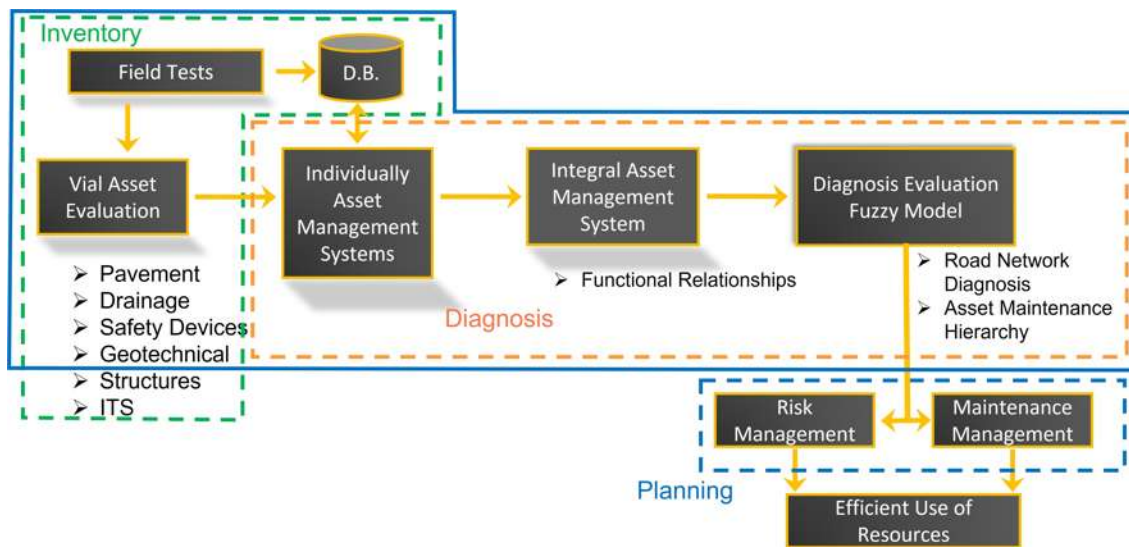 Inventory
Field Tests
D.B.
Vial Asset
Evaluation
Individually
Asset
Management
Systems
Integral Asset
Management
System
Diagnosis Evaluation
Fuzzy Model
➢ Pavement
➢ Drainage
➢ Safety Devices
➢ Geotechnical
➢ Structures
➢ ITS
➢ Functional Relationships
Diagnosis
➢ Road Network
Diagnosis
➢ Asset Maintenance
Hierarchy
Risk
Management
Maintenance
Management
Planning
Efficient Use of
Resources